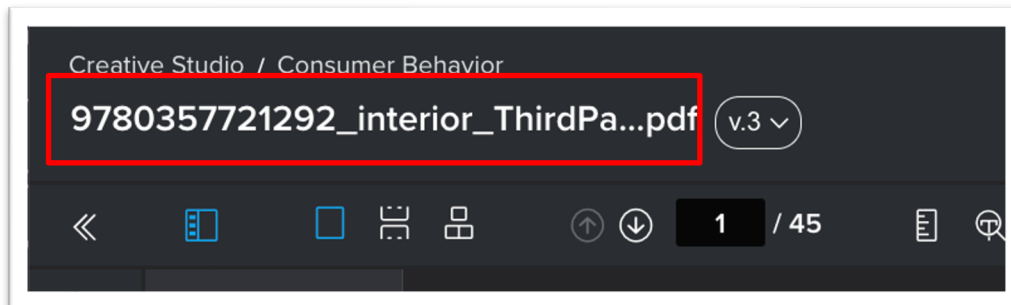 Creative Studio / Consumer Behavior
9780357721292_interior_ThirdPa...pdf v.3
1 / 45